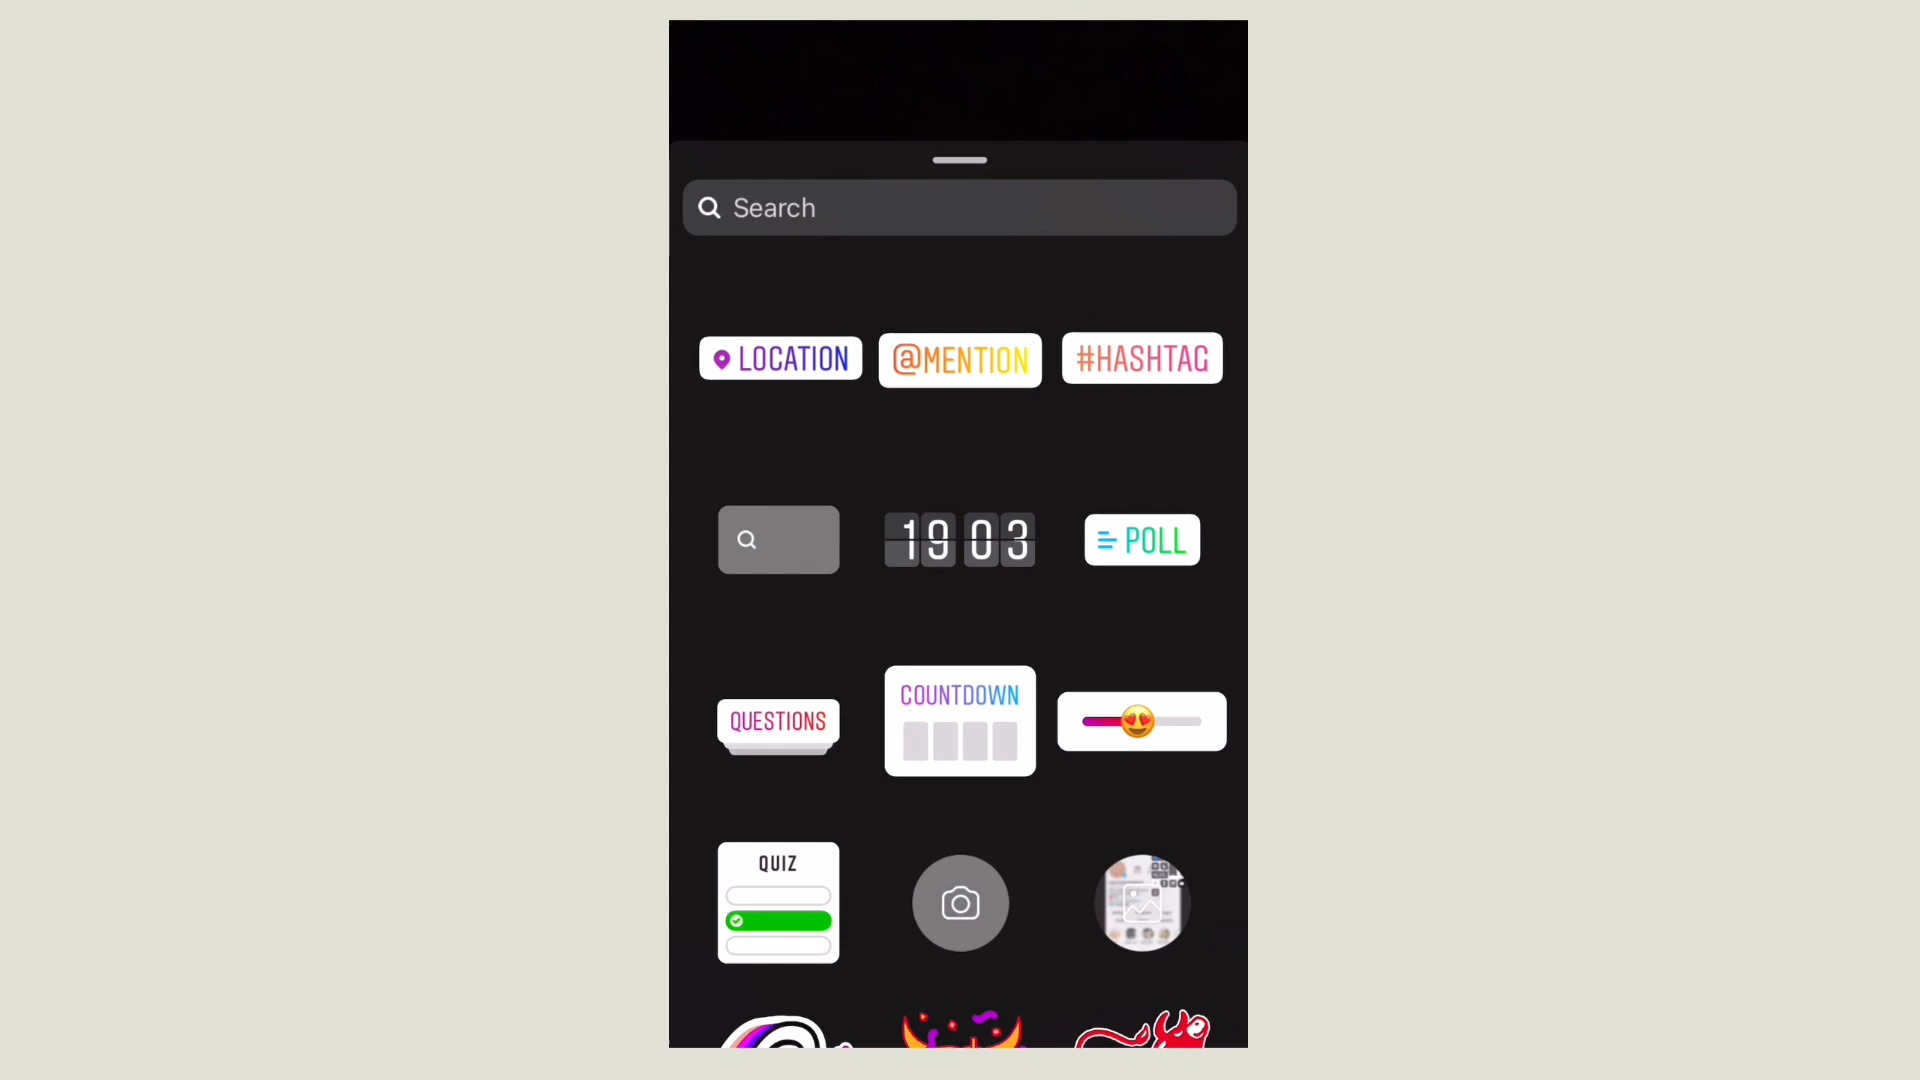 Search
LOCATION
@MENTION
#HASHTAG
19 03
POLL
QUESTIONS
COUNTDOWN
QUIZ